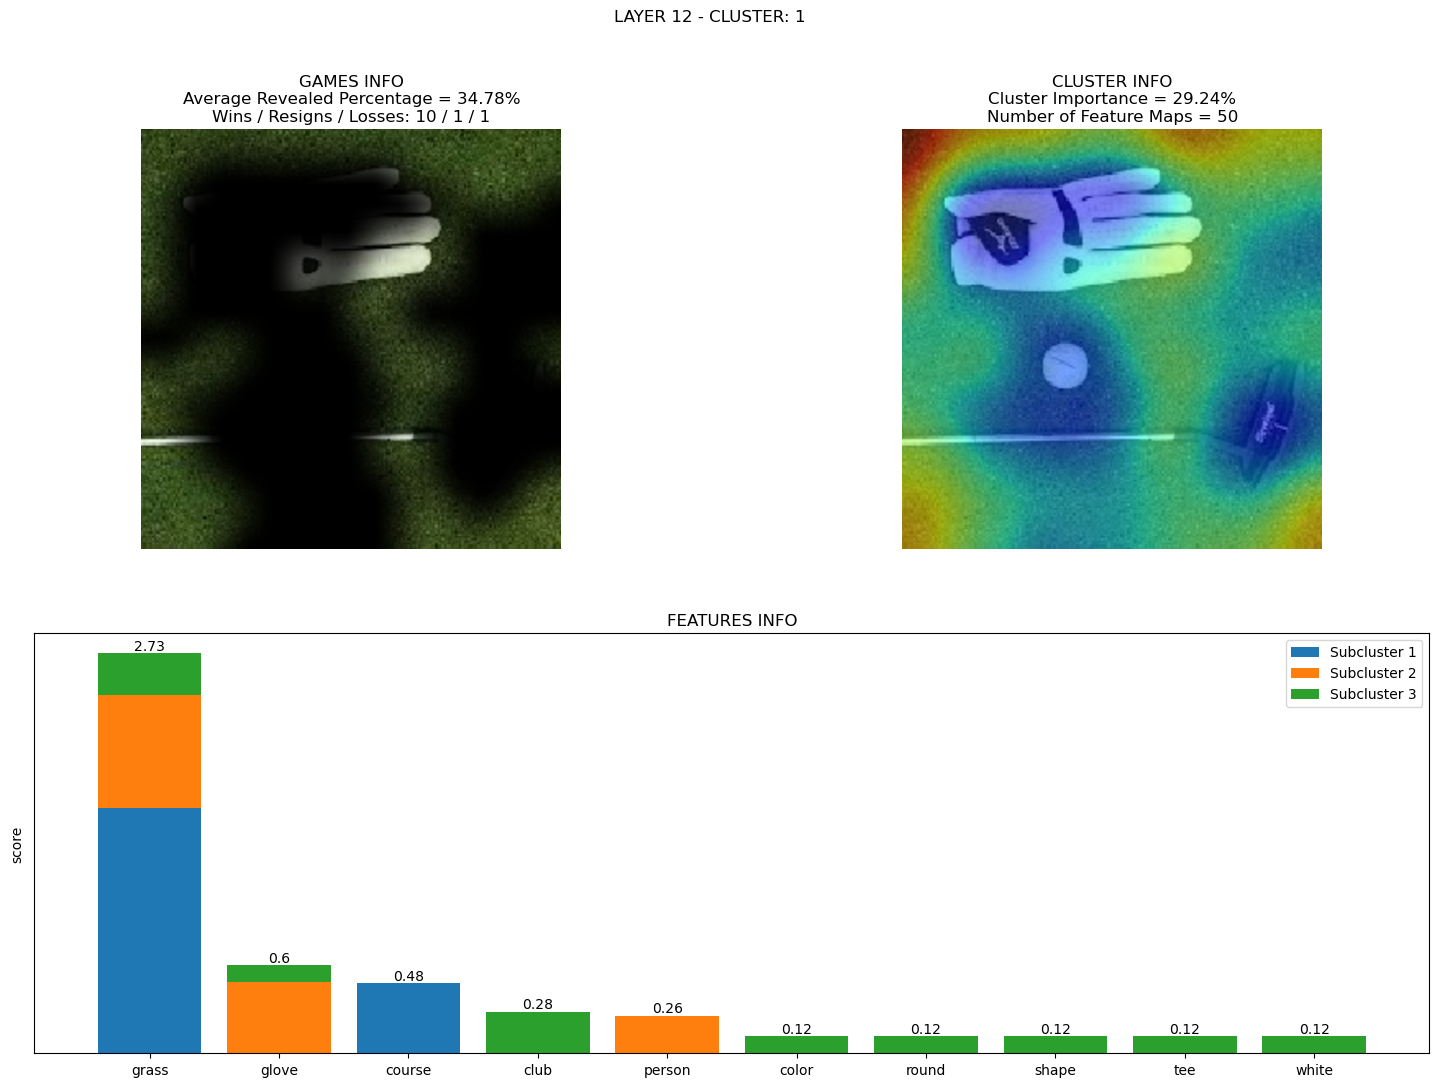 LAYER 12 - CLUSTER: 1
GAMES INFO
Average Revealed Percentage = 34.78%
Wins / Resigns / Losses: 10 / 1 / 1
CLUSTER INFO
Cluster Importance = 29.24%
Number of Feature Maps = 50
FEATURES INFO
score
2.73
0.6
0.48
0.28
0.26
0.12
0.12
0.12
0.12
0.12
Subcluster 1
Subcluster 2
Subcluster 3
grass
glove
course
club
person
color
round
shape
tee
white